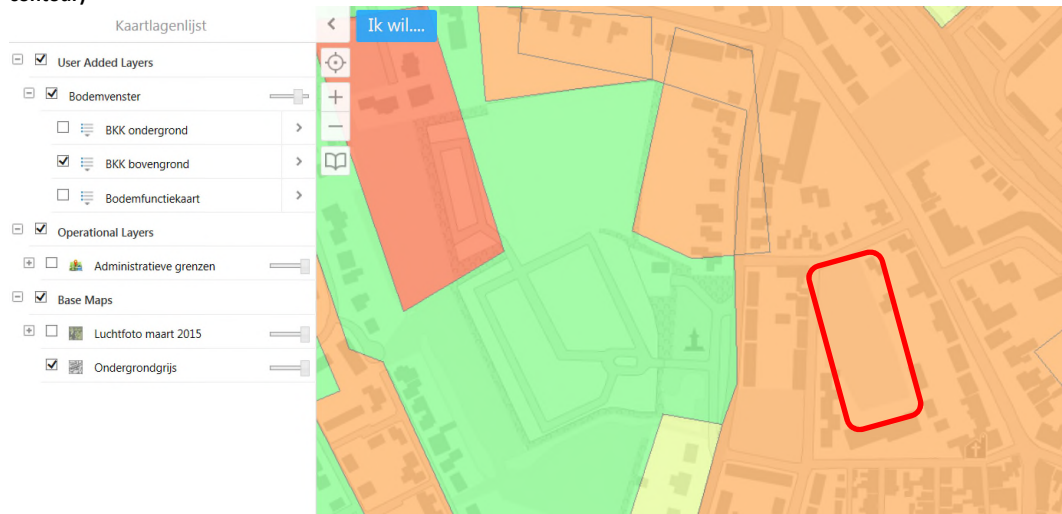 contour)
Kaartlagenlijst
Ik wil....
User Added Layers
Bodemvenster
BKK ondergrond
BKK bovengrond
Bodemfunctiekaart
Operational Layers
Administratieve grenzen
Base Maps
Luchtfoto maart 2015
Ondergrondgrijs